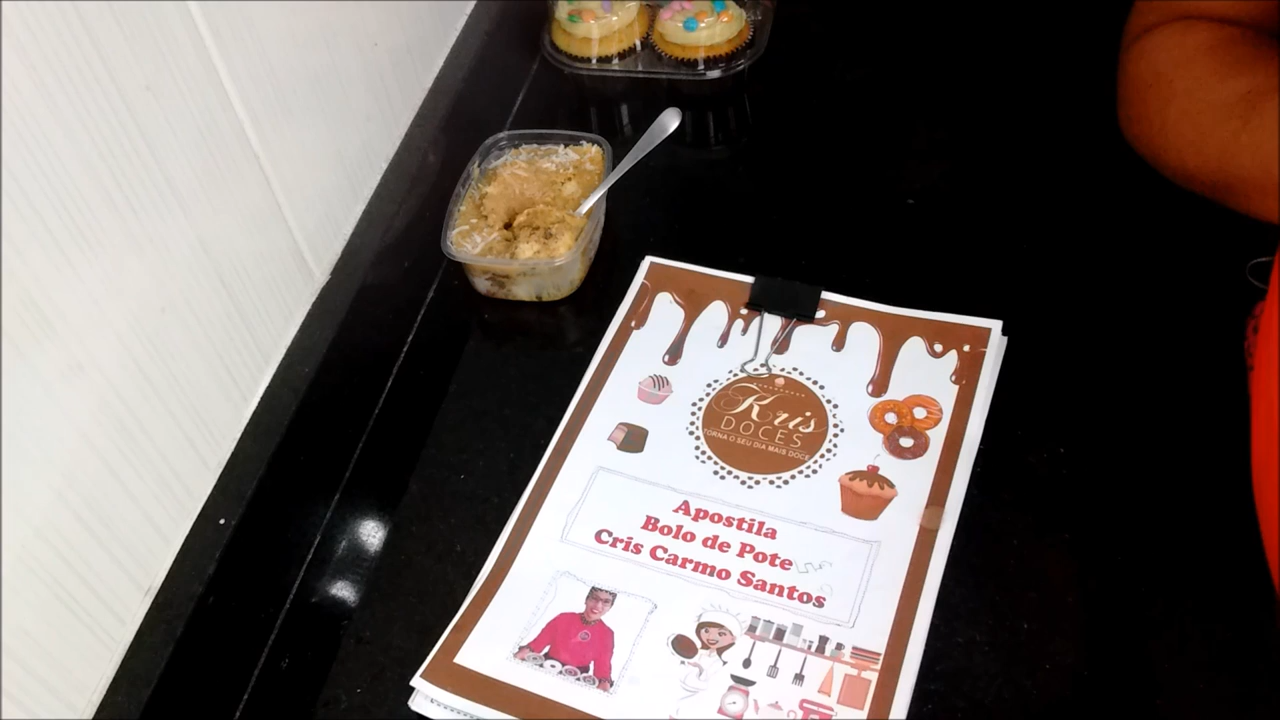 Kris
DOCES
TORNA O SEU DIA MAIS DOCE
Apostila
Bolo de Pote
Cris Carmo Santos